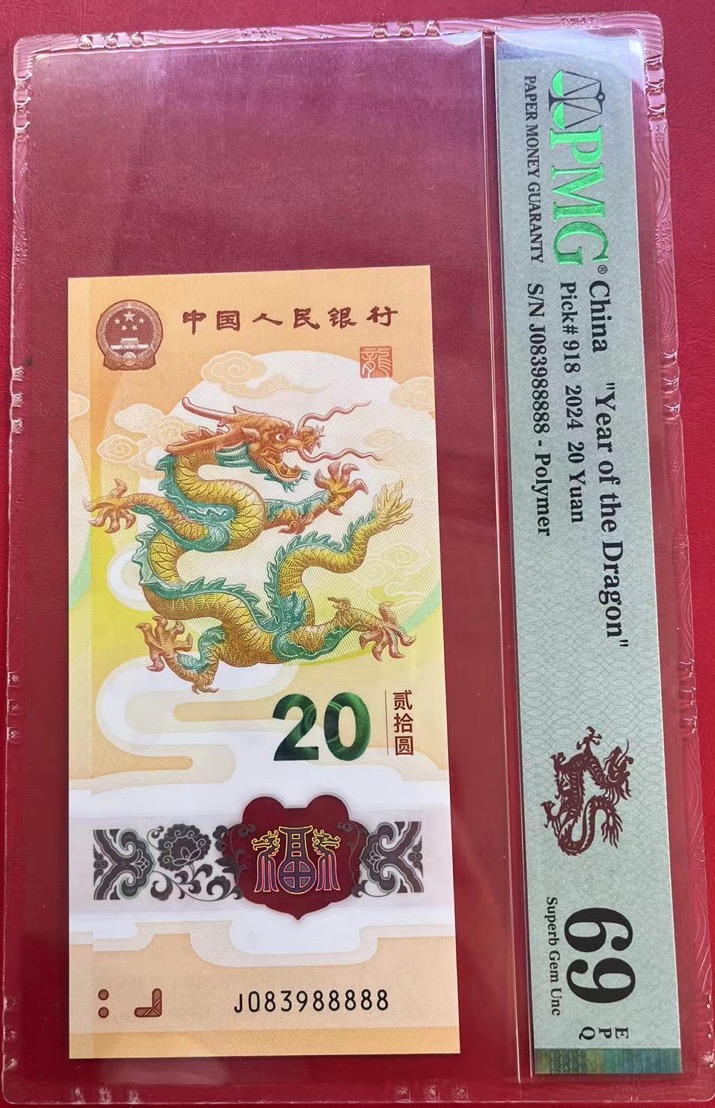 中国人民银行
龍
20
贰拾圆
福
J083988888
PMG®
PAPER MONEY GUARANTY
China "Year of the Dragon"
Pick# 918 2024 20 Yuan
S/N J083988888 - Polymer
69 EPQ
Superb Gem Unc